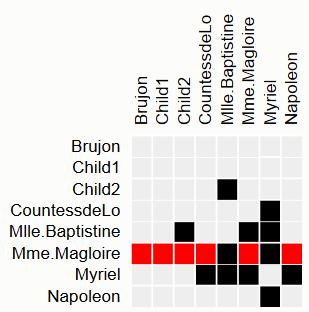 Brujon
Child1
Child2
CountessdeLo
Mlle.Baptistine
Mme.Magloire
Myriel
Napoleon
Brujon
Child1
Child2
CountessdeLo
Mlle.Baptistine
Mme.Magloire
Myriel
Napoleon